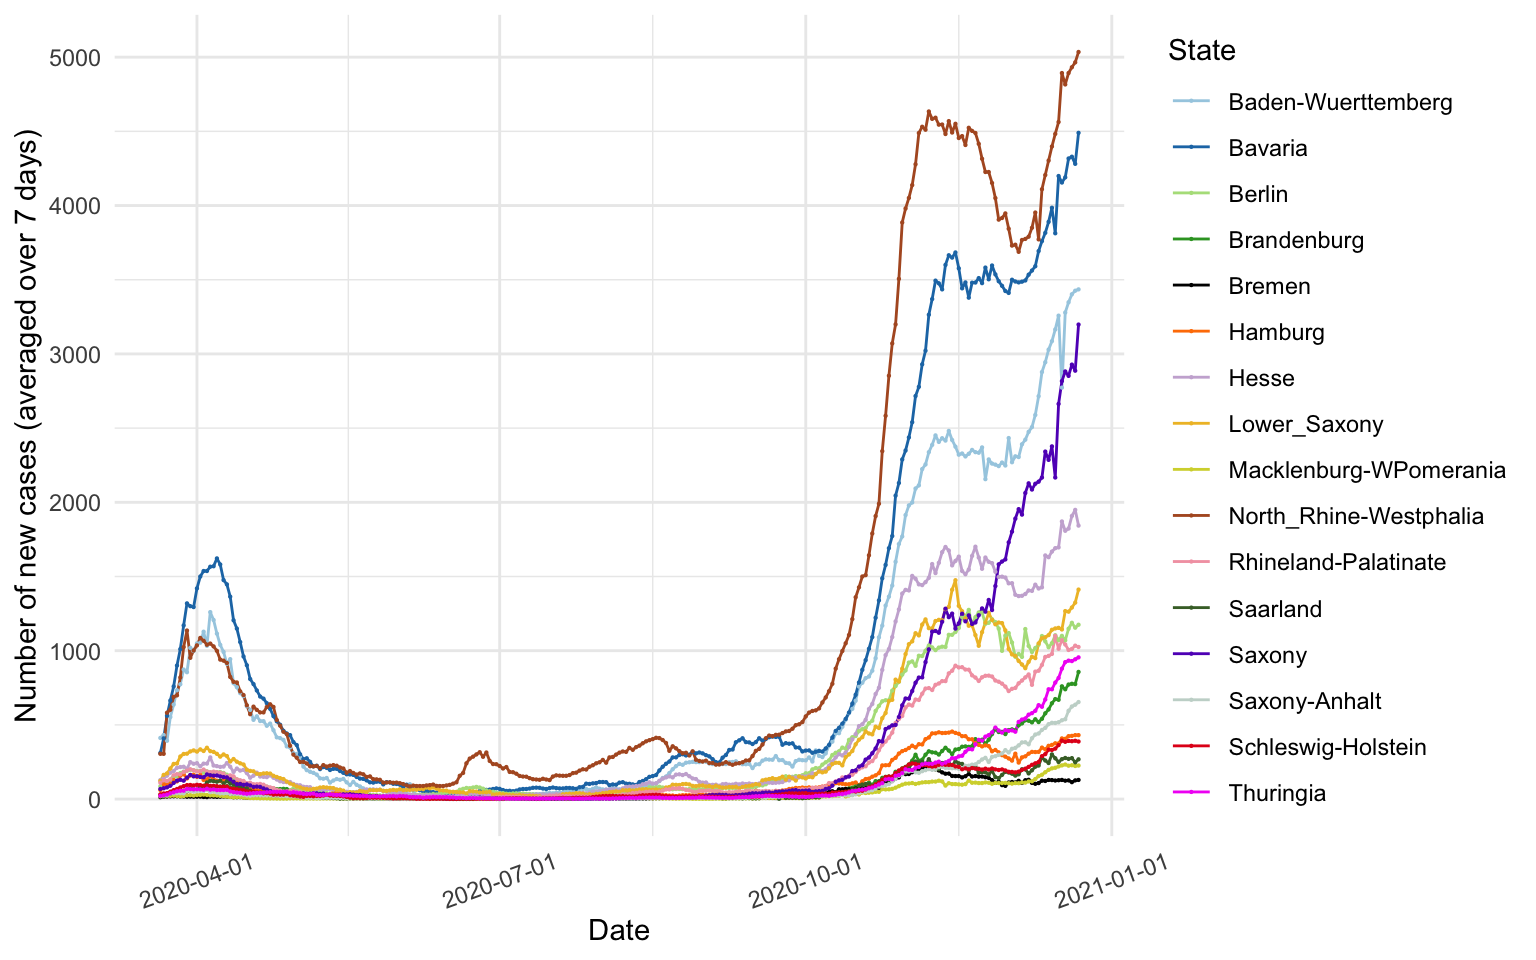 Number of new cases (averaged over 7 days)
5000
4000
3000
2000
1000
0
2020-04-01
2020-07-01
2020-10-01
2021-01-01
Date
State
Baden-Wuerttemberg
Bavaria
Berlin
Brandenburg
Bremen
Hamburg
Hesse
Lower_Saxony
Macklenburg-WPomerania
North_Rhine-Westphalia
Rhineland-Palatinate
Saarland
Saxony
Saxony-Anhalt
Schleswig-Holstein
Thuringia